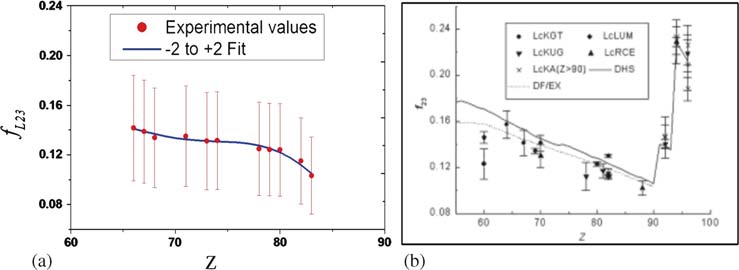 (a)
0.24
0.20
0.16
0.12
0.08
f_L23
Experimental values
-2 to +2 Fit
60
70
80
90
Z
(b)
0.24
0.20
0.16
0.12
0.08
f_23
LcKGT
LcLUM
LcKUG
LcRCE
LcKA(Z>90)
DHS
DF/EX
60
70
80
90
100
Z